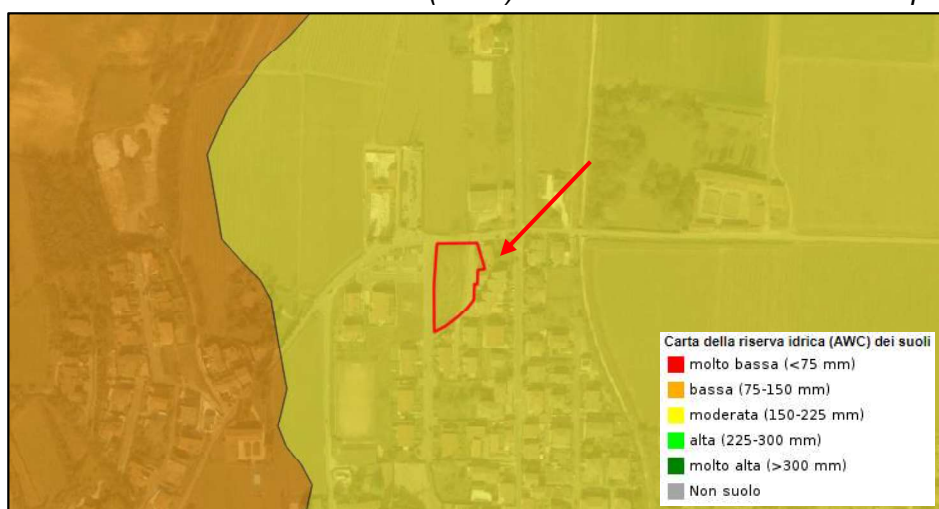 Carta della riserva idrica (AWC) dei suoli
molto bassa (<75 mm)
bassa (75-150 mm)
moderata (150-225 mm)
alta (225-300 mm)
molto alta (>300 mm)
Non suolo